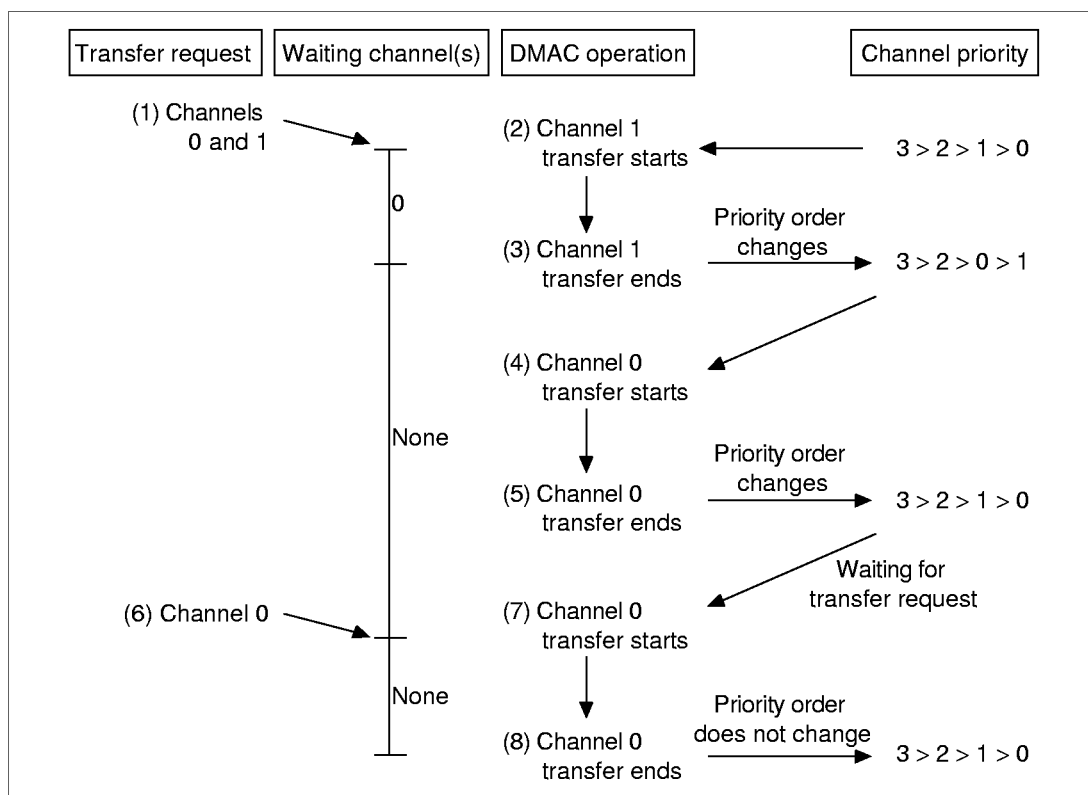 Transfer request
Waiting channel(s)
DMAC operation
Channel priority
(1) Channels
0 and 1
(2) Channel 1
transfer starts
3 > 2 > 1 > 0
0
(3) Channel 1
transfer ends
Priority order
changes
3 > 2 > 0 > 1
(4) Channel 0
transfer starts
None
(5) Channel 0
transfer ends
Priority order
changes
3 > 2 > 1 > 0
Waiting for
transfer request
(6) Channel 0
(7) Channel 0
transfer starts
None
(8) Channel 0
transfer ends
Priority order
does not change
3 > 2 > 1 > 0